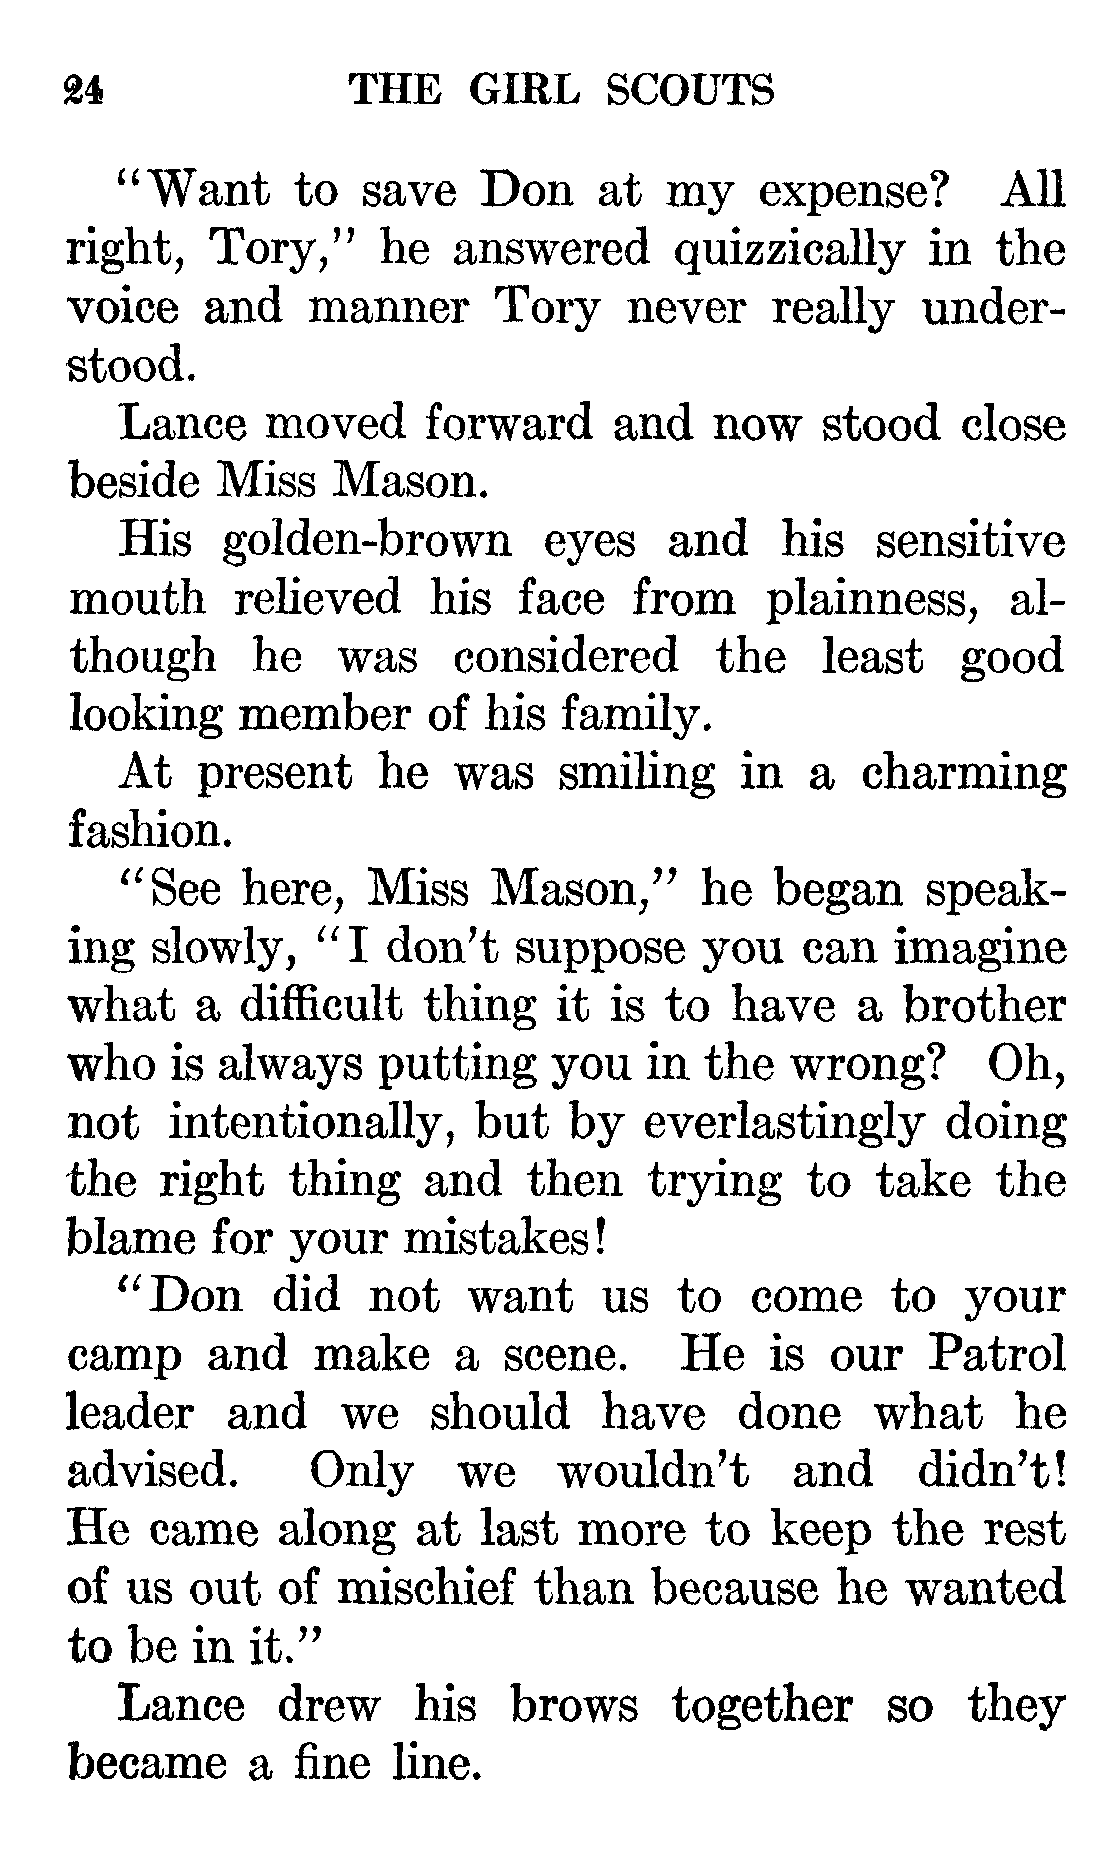 24 THE GIRL SCOUTS
"Want to save Don at my expense? All
right, Tory," he answered quizzically in the
voice and manner Tory never really under-
stood.
Lance moved forward and now stood close
beside Miss Mason.
His golden-brown eyes and his sensitive
mouth relieved his face from plainness, al-
though he was considered the least good
looking member of his family.
At present he was smiling in a charming
fashion.
"See here, Miss Mason," he began speak-
ing slowly, "I don't suppose you can imagine
what a difficult thing it is to have a brother
who is always putting you in the wrong? Oh,
not intentionally, but by everlastingly doing
the right thing and then trying to take the
blame for your mistakes!
"Don did not want us to come to your
camp and make a scene. He is our Patrol
leader and we should have done what he
advised. Only we wouldn't and didn't!
He came along at last more to keep the rest
of us out of mischief than because he wanted
to be in it."
Lance drew his brows together so they
became a fine line.